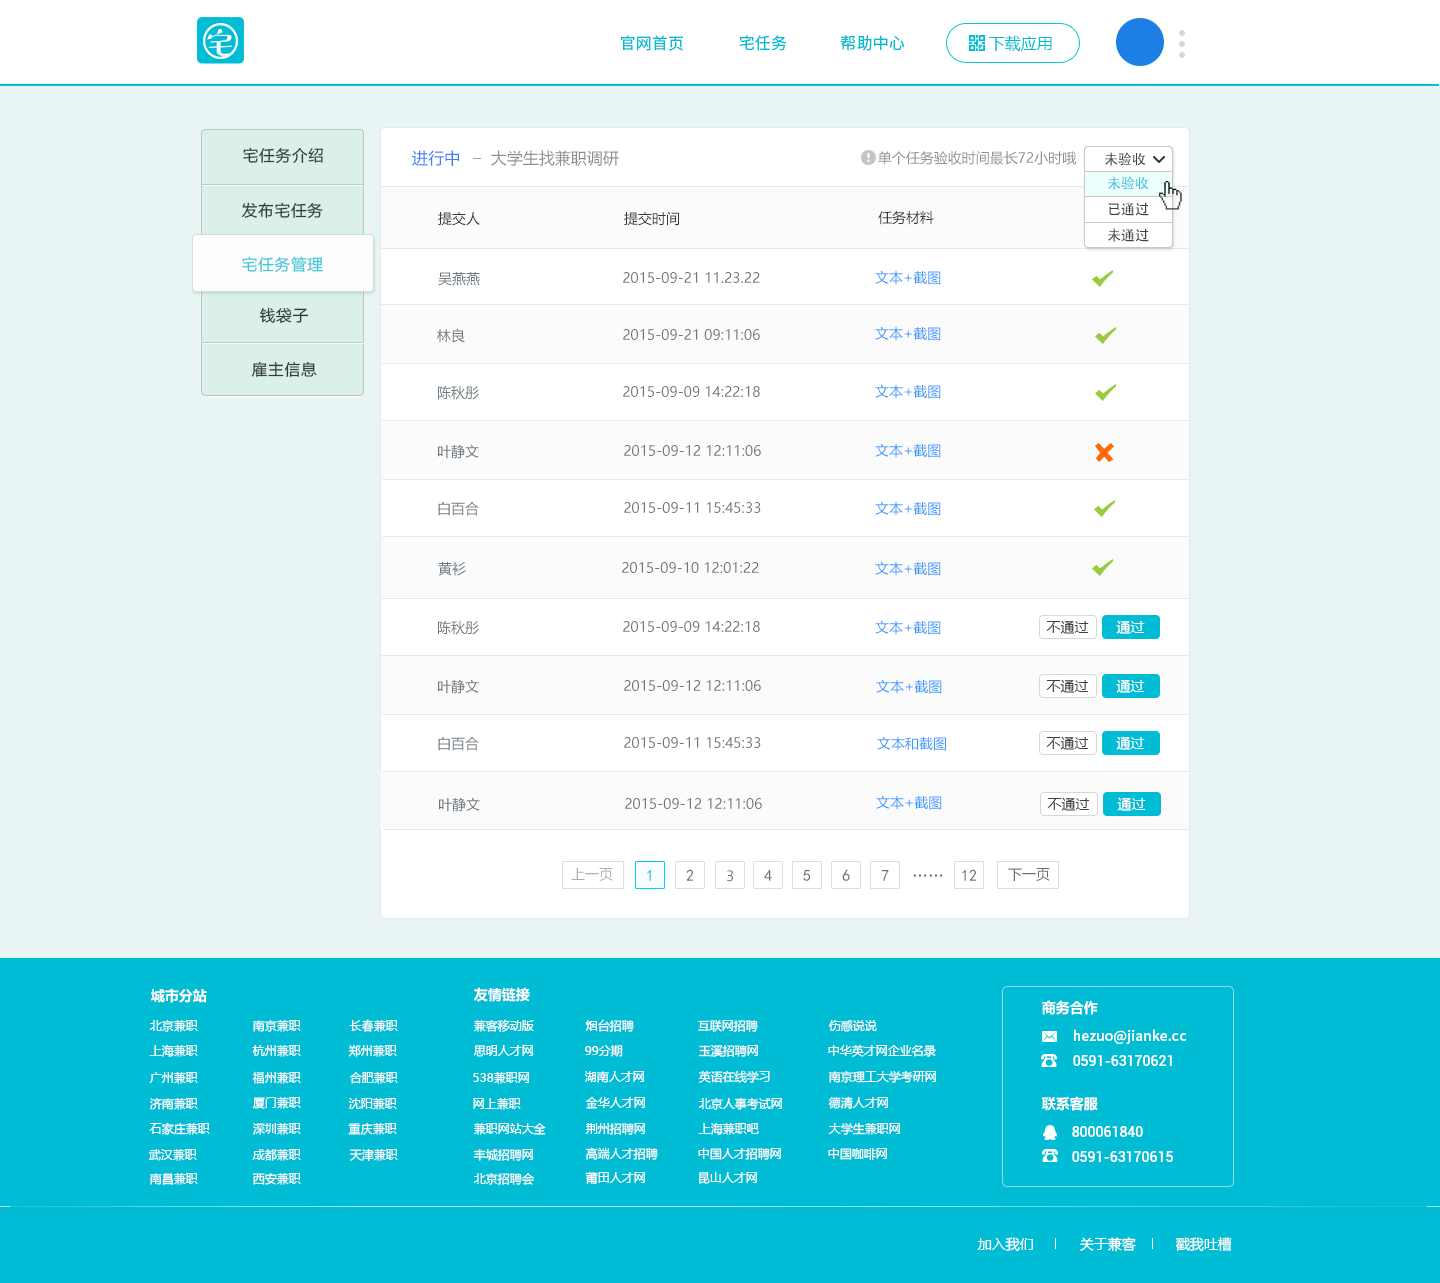 宅
官网首页 宅任务 帮助中心 下载应用
宅任务介绍
发布宅任务
宅任务管理
钱袋子
雇主信息
进行中 - 大学生找兼职调研 单个任务验收时间最长72小时哦 未验收
未验收
已通过
未通过
提交人 提交时间 任务材料
吴燕燕 2015-09-21 11.23.22 文本+截图
林良 2015-09-21 09:11:06 文本+截图
陈秋彤 2015-09-09 14:22:18 文本+截图
叶静文 2015-09-12 12:11:06 文本+截图
白百合 2015-09-11 15:45:33 文本+截图
黄衫 2015-09-10 12:01:22 文本+截图
陈秋彤 2015-09-09 14:22:18 文本+截图 不通过 通过
叶静文 2015-09-12 12:11:06 文本+截图 不通过 通过
白百合 2015-09-11 15:45:33 文本和截图 不通过 通过
叶静文 2015-09-12 12:11:06 文本+截图 不通过 通过
上一页 1 2 3 4 5 6 7 …… 12 下一页
城市分站
北京兼职 南京兼职 长春兼职
上海兼职 杭州兼职 郑州兼职
广州兼职 福州兼职 合肥兼职
济南兼职 厦门兼职 沈阳兼职
石家庄兼职 深圳兼职 重庆兼职
武汉兼职 成都兼职 天津兼职
南昌兼职 西安兼职
友情链接
兼客移动版 烟台招聘 互联网招聘 伤感说说
思明人才网 99分期 玉溪招聘网 中华英才网企业名录
538兼职网 湖南人才网 英语在线学习 南京理工大学考研网
网上兼职 金华人才网 北京人事考试网 德清人才网
兼职网站大全 荆州招聘网 上海兼职吧 大学生兼职网
丰城招聘网 高端人才招聘 中国人才招聘网 中国咖啡网
北京招聘会 莆田人才网 昆山人才网
商务合作
hezuo@jianke.cc
0591-63170621
联系客服
800061840
0591-63170615
加入我们 | 关于兼客 | 戳我吐槽